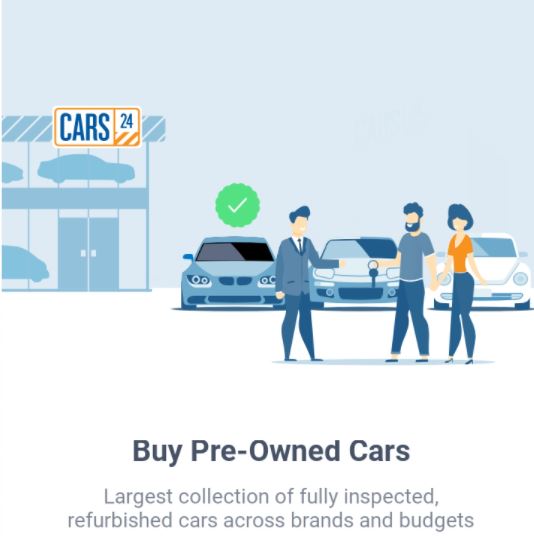 CARS 24
Buy Pre-Owned Cars
Largest collection of fully inspected,
refurbished cars across brands and budgets